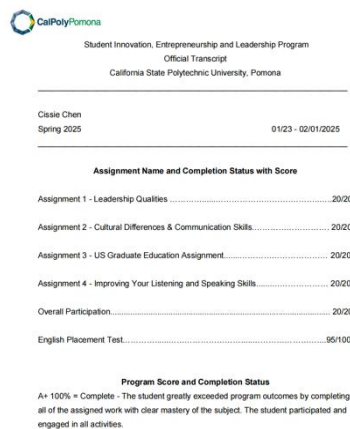 CalPolyPomona
Student Innovation, Entrepreneurship and Leadership Program
Official Transcript
California State Polytechnic University, Pomona
Cissie Chen
Spring 2025 01/23 - 02/01/2025
Assignment Name and Completion Status with Score
Assignment 1 - Leadership Qualities ……………………………………………20/20
Assignment 2 - Cultural Differences & Communication Skills………………………… 20/20
Assignment 3 - US Graduate Education Assignment………………………………… 20/20
Assignment 4 - Improving Your Listening and Speaking Skills……………………… 20/20
Overall Participation.......................................................................................... 20/20
English Placement Test……………………………………………………………95/100
Program Score and Completion Status
A+ 100% = Complete - The student greatly exceeded program outcomes by completing
all of the assigned work with clear mastery of the subject. The student participated and
engaged in all activities.